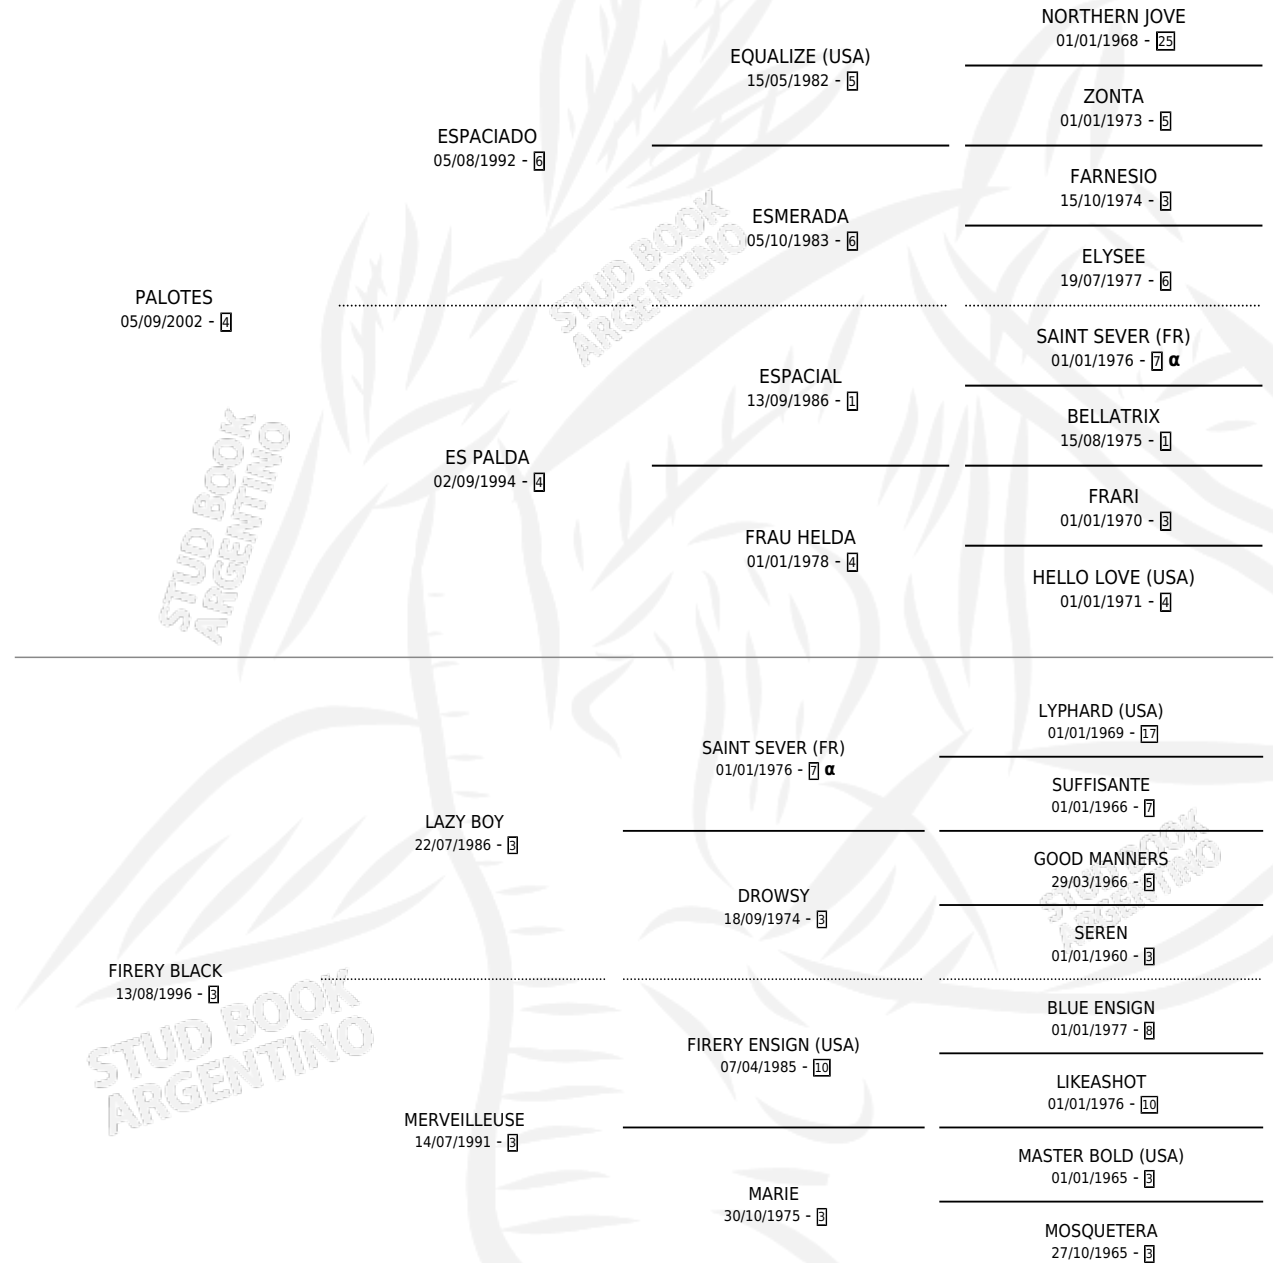 NORTHERN JOVE
01/01/1968 - 25
EQUALIZE (USA)
15/05/1982 - 5
ZONTA
01/01/1973 - 5
ESPACIADO
05/08/1992 - 6
FARNESIO
15/10/1974 - 3
ESMERADA
05/10/1983 - 6
ELYSEE
19/07/1977 - 6
PALOTES
05/09/2002 - 4
SAINT SEVER (FR)
01/01/1976 - 7 α
ESPACIAL
13/09/1986 - 1
BELLATRIX
15/08/1975 - 1
ES PALDA
02/09/1994 - 4
FRARI
01/01/1970 - 3
FRAU HELDA
01/01/1978 - 4
HELLO LOVE (USA)
01/01/1971 - 4
LYPHARD (USA)
01/01/1969 - 17
SAINT SEVER (FR)
01/01/1976 - 7 α
SUFFISANTE
01/01/1966 - 7
LAZY BOY
22/07/1986 - 3
GOOD MANNERS
29/03/1966 - 5
DROWSY
18/09/1974 - 3
SEREN
01/01/1960 - 3
FIRERY BLACK
13/08/1996 - 3
BLUE ENSIGN
01/01/1977 - 8
FIRERY ENSIGN (USA)
07/04/1985 - 10
LIKEASHOT
01/01/1976 - 10
MERVEILLEUSE
14/07/1991 - 3
MASTER BOLD (USA)
01/01/1965 - 3
MARIE
30/10/1975 - 3
MOSQUETERA
27/10/1965 - 3
STUD BOOK
ARGENTINO
STUD BOOK
ARGENTINO
STUD BOOK
ARGENTINO
STUD BOOK
ARGENTINO